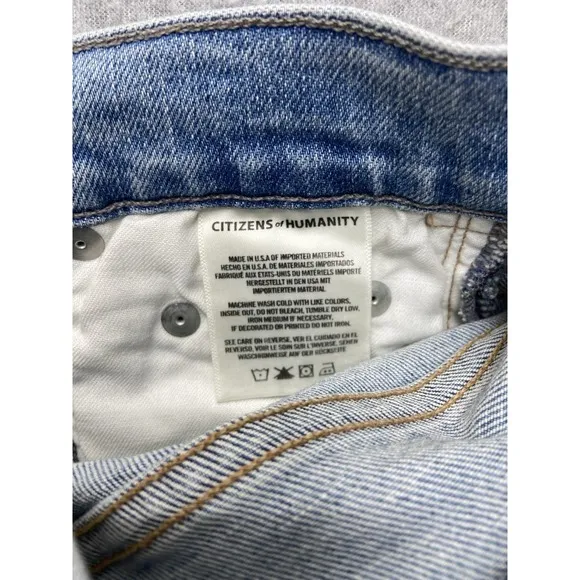 CITIZENS of HUMANITY
MADE IN U.S.A OF IMPORTED MATERIALS
HECHO EN U.S.A. DE MATERIALES IMPORTADOS
FABRIQUÉ AUX ÉTATS-UNIS DU MATÉRIELS IMPORTÉ
HERGESTELLT IN DEN USA MIT
IMPORTIERTEM MATERIAL
MACHINE WASH COLD WITH LIKE COLORS,
INSIDE OUT. DO NOT BLEACH, TUMBLE DRY LOW.
IRON MEDIUM IF NECESSARY.
IF DECORATED OR PRINTED DO NOT IRON.
SEE CARE ON REVERSE, VER EL CUIDADO EN EL
REVERSO, VOIR LE SOIN SUR L'INVERSE, SEHEN
WASCHHINWEISE AUF DER RÜCKSEITE